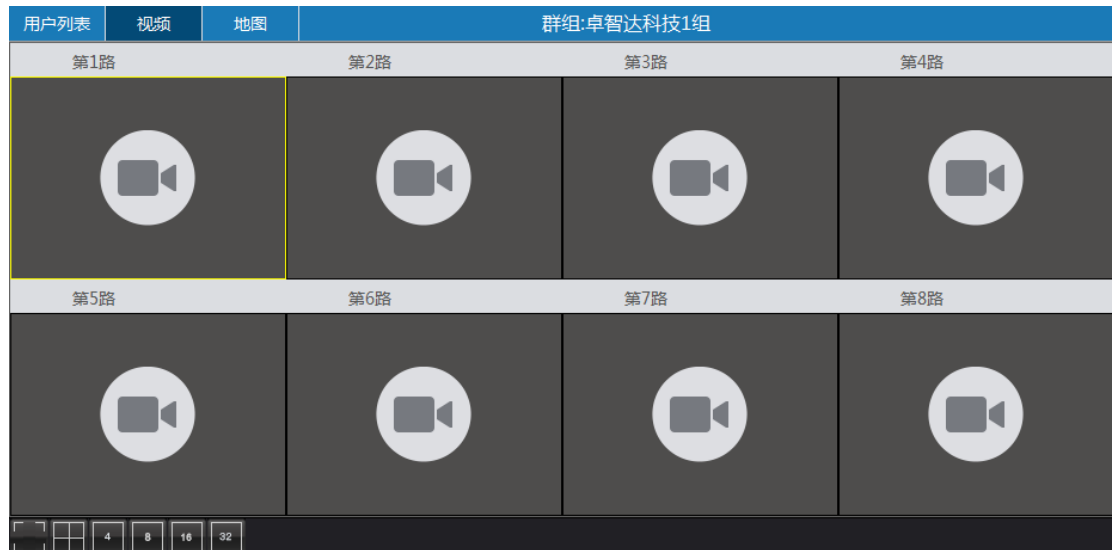 用户列表 视频 地图 群组:卓智达科技1组
第1路 第2路 第3路 第4路
第5路 第6路 第7路 第8路
4 8 16 32